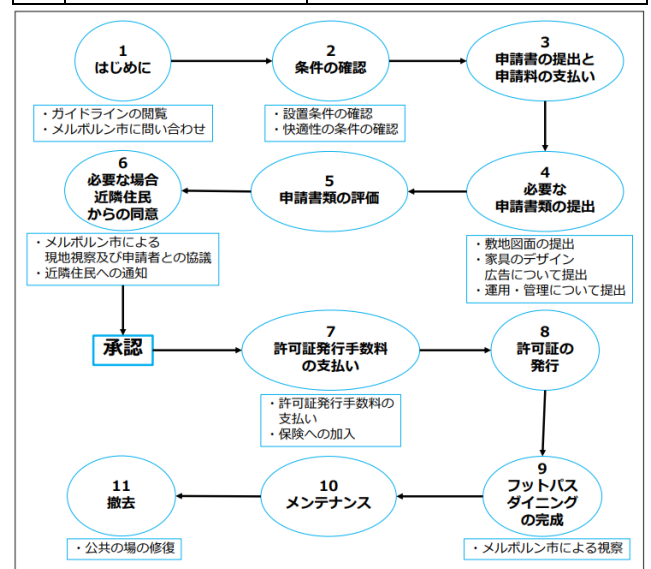 1
はじめに
・ガイドラインの閲覧
・メルボルン市に問い合わせ
2
条件の確認
・設置条件の確認
・快適性の条件の確認
3
申請書の提出と
申請料の支払い
4
必要な
申請書類の提出
・敷地図面の提出
・家具のデザイン
広告について提出
・運用・管理について提出
5
申請書類の評価
6
必要な場合
近隣住民
からの同意
・メルボルン市による
現地視察及び申請者との協議
・近隣住民への通知
承認
7
許可証発行手数料
の支払い
・許可証発行手数料の
支払い
・保険への加入
8
許可証の
発行
9
フットパス
ダイニング
の完成
・メルボルン市による視察
10
メンテナンス
11
撤去
・公共の場の修復